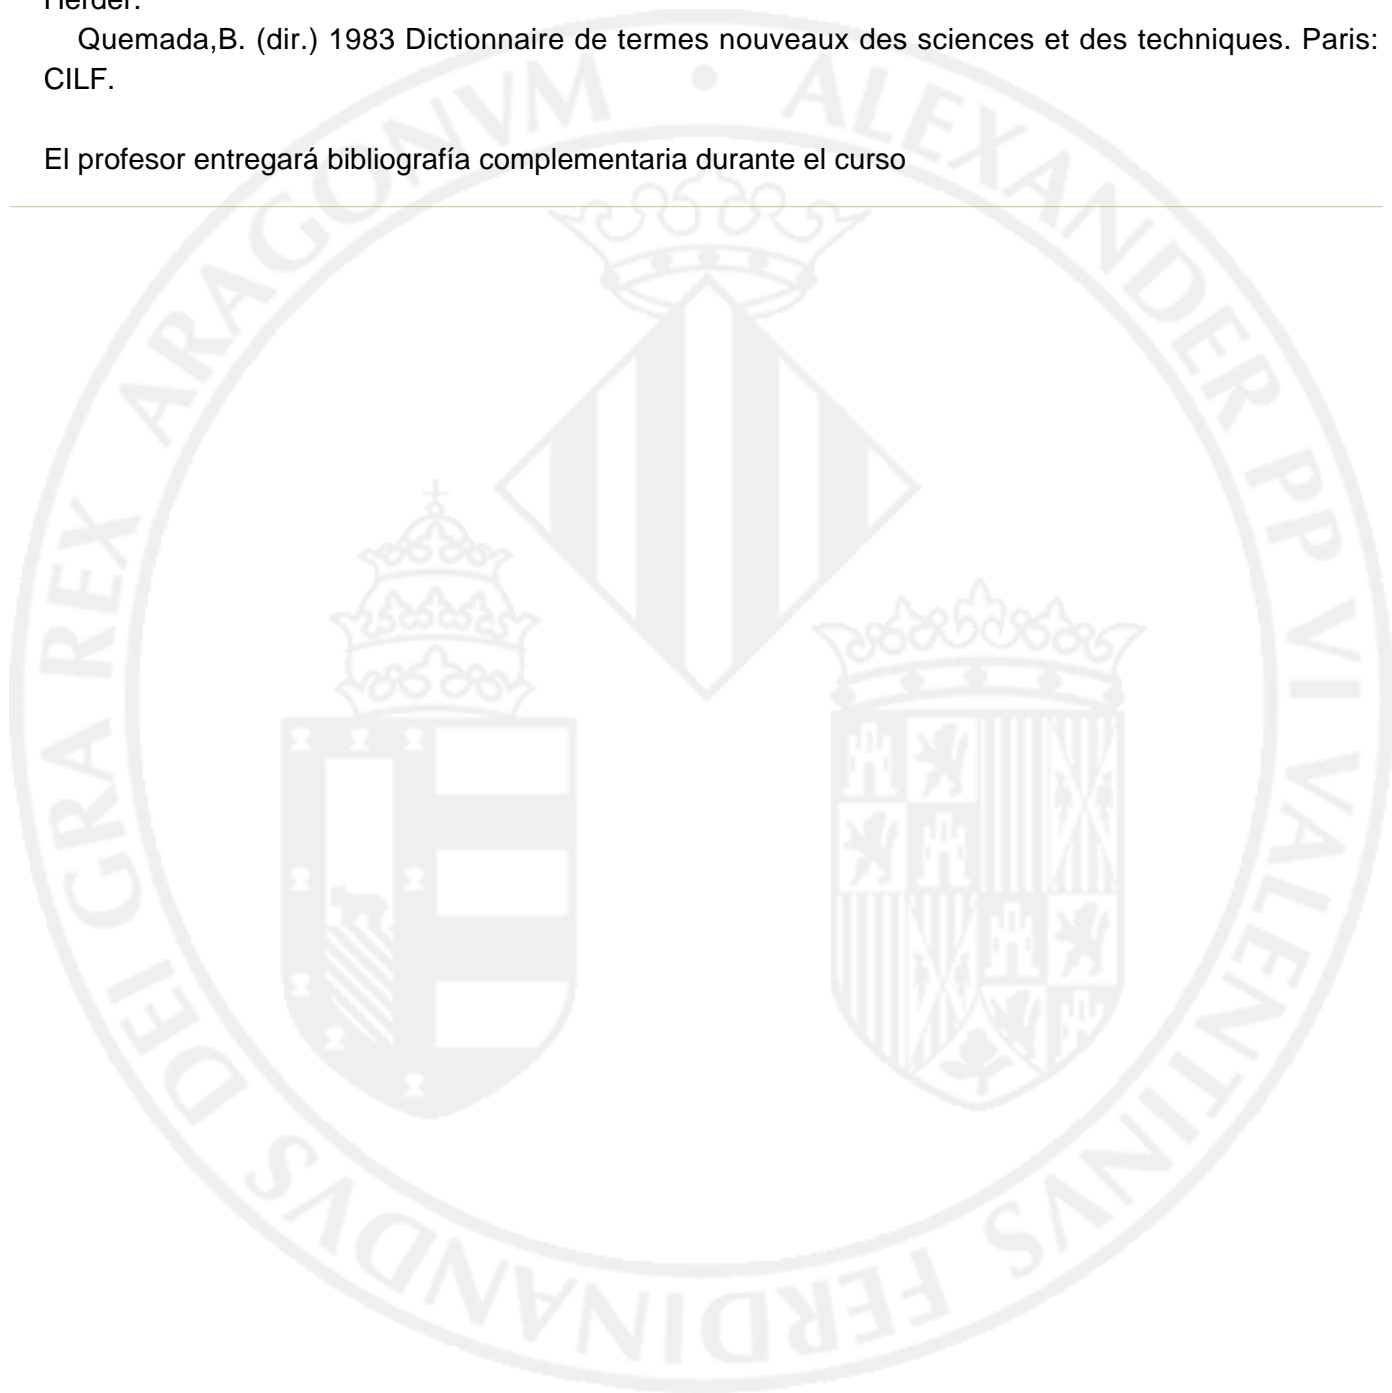 Herder.
Quemada,B. (dir.) 1983 Dictionnaire de termes nouveaux des sciences et des techniques. Paris:
CILF.
El profesor entregará bibliografía complementaria durante el curso
FERDINANDVS DEI GRA REX ARAGONVM • ALEXANDER PP VI VALENTINVS